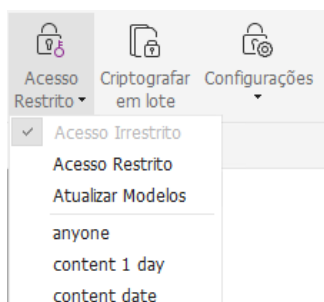 Acesso Restrito
Criptografar em lote
Configurações
Acesso Irrestrito
Acesso Restrito
Atualizar Modelos
anyone
content 1 day
content date